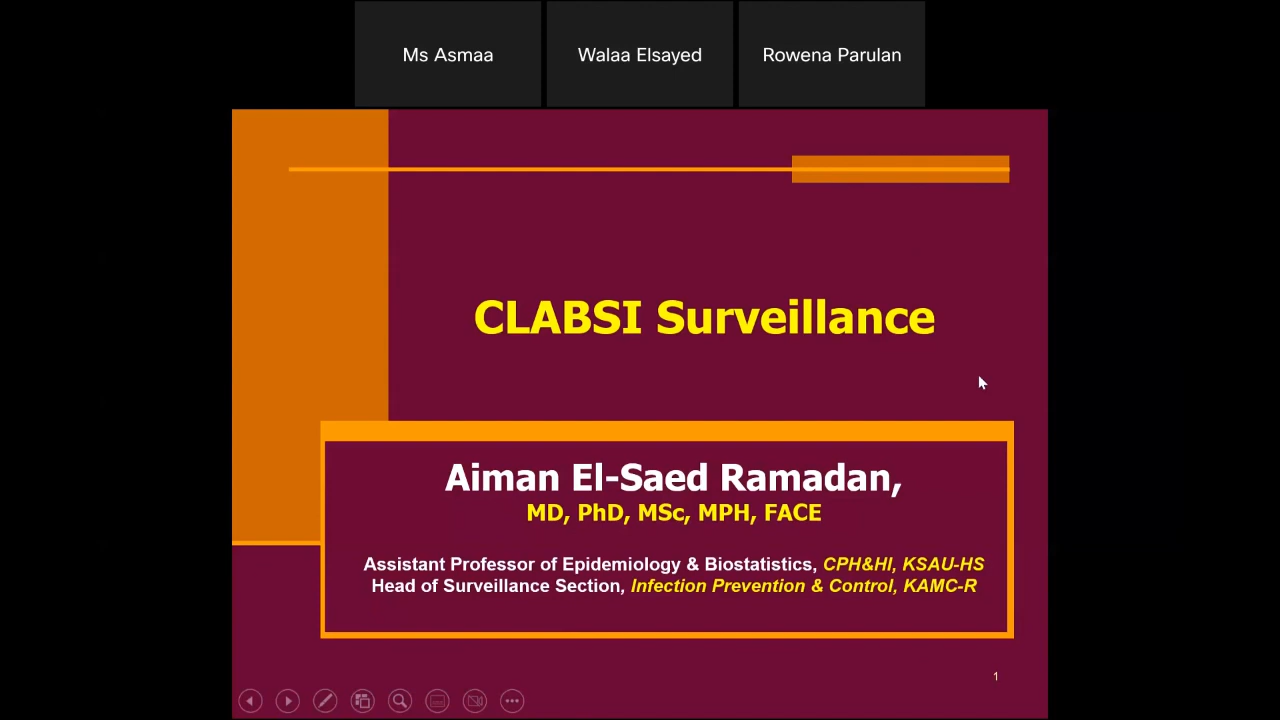 Ms Asmaa
Walaa Elsayed
Rowena Parulan
CLABSI Surveillance
Aiman El-Saed Ramadan,
MD, PhD, MSc, MPH, FACE
Assistant Professor of Epidemiology & Biostatistics, CPH&HI, KSAU-HS
Head of Surveillance Section, Infection Prevention & Control, KAMC-R
1